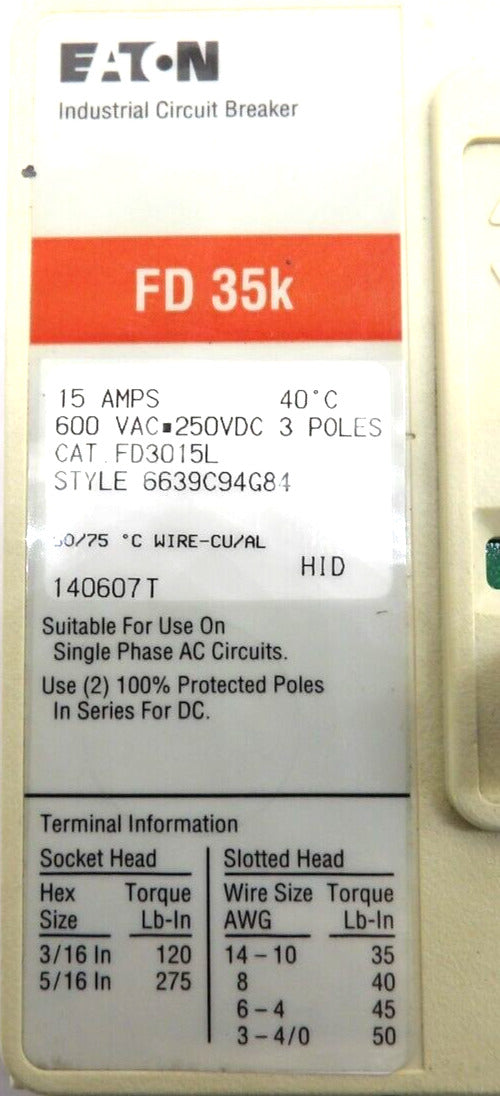 EATON
Industrial Circuit Breaker
FD 35k
15 AMPS 40°C
600 VAC▪250VDC 3 POLES
CAT.FD3015L
STYLE 6639C94G84
0/75 °C WIRE-CU/AL
HID
140607T
Suitable For Use On
Single Phase AC Circuits.
Use (2) 100% Protected Poles
In Series For DC.
Terminal Information
Socket Head
Hex Torque
Size Lb-In
3/16 In 120
5/16 In 275
Slotted Head
Wire Size Torque
AWG Lb-In
14 – 10 35
8 40
6 – 4 45
3 – 4/0 50